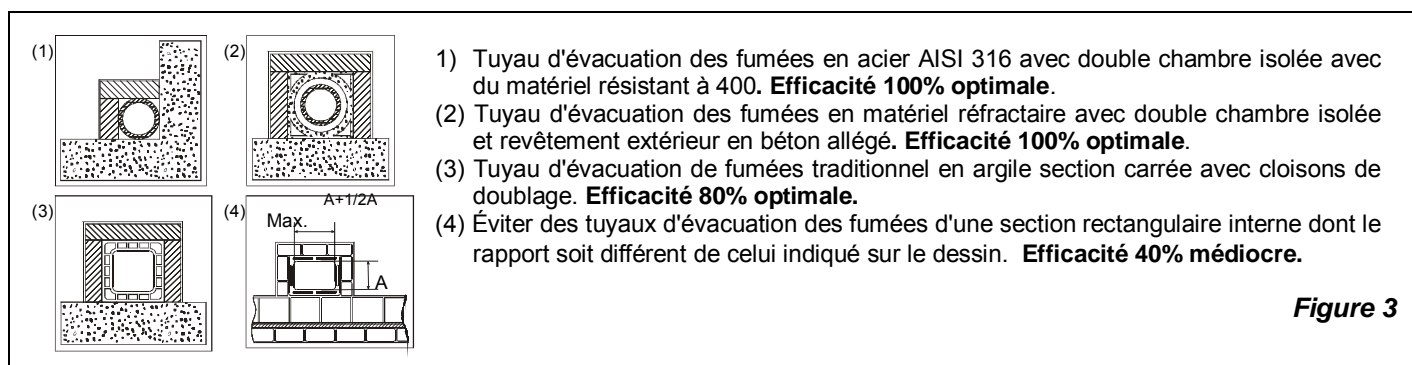 (1)
(2)
1) Tuyau d'évacuation des fumées en acier AISI 316 avec double chambre isolée avec
du matériel résistant à 400. Efficacité 100% optimale.
(2) Tuyau d'évacuation des fumées en matériel réfractaire avec double chambre isolée
et revêtement extérieur en béton allégé. Efficacité 100% optimale.
(3) Tuyau d'évacuation de fumées traditionnel en argile section carrée avec cloisons de
doublage. Efficacité 80% optimale.
(4) Éviter des tuyaux d'évacuation des fumées d'une section rectangulaire interne dont le
rapport soit différent de celui indiqué sur le dessin. Efficacité 40% médiocre.
(3)
(4)
A+1/2A
Max.
A
Figure 3